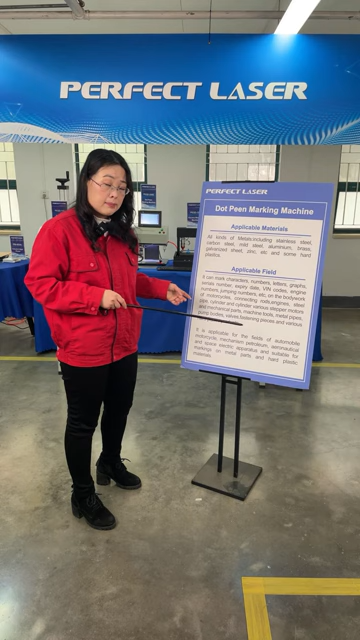 PERFECT LASER
PERFECT LASER
Dot Peen Marking Machine
Applicable Materials
All kinds of Metals:including stainless steel,
carbon steel, mild steel, aluminium, brass,
galvanised sheet, zinc, etc and some hard
plastics.
Applicable Field
It can mark characters, numbers, letters, graphs,
serials number, expiry date, VIN codes, engine
numbers, jumping numbers, etc, on the bodywork
of motorcycles, connecting rods,engines, steel
pipe, cylinder and cylinder various stepper motors
and mechanical parts, machine tools, metal pipes,
pump bodies, valves,fastening pieces and various
It is applicable for the fields of automobile
motorcycle, mechanism petroleum, aeronautical
and space electric apparatus and suitable for
markings on metal parts and hard plastic
materials.